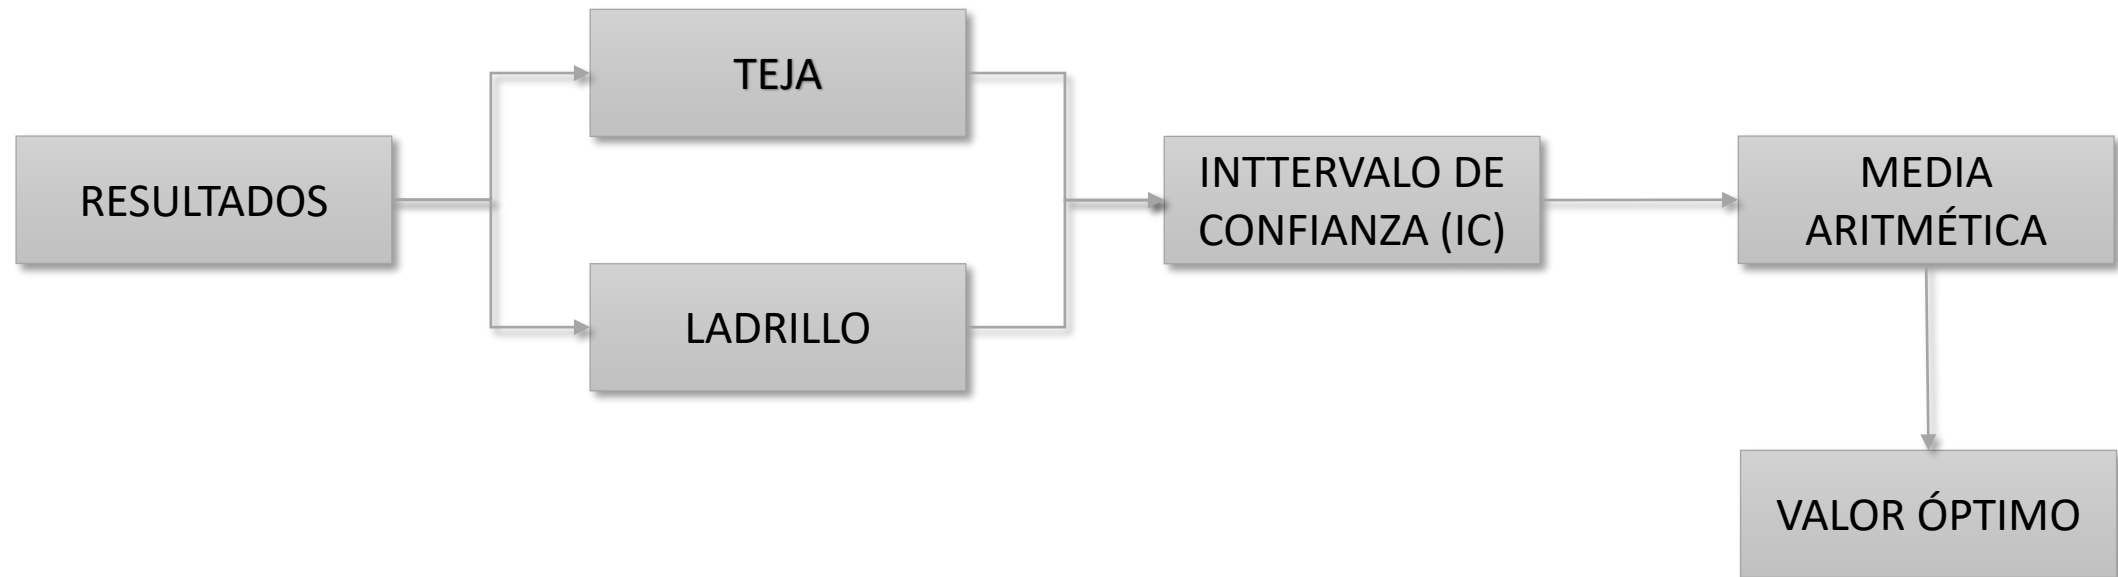 RESULTADOS
TEJA
LADRILLO
INTTERVALO DE
CONFIANZA (IC)
MEDIA
ARITMÉTICA
VALOR ÓPTIMO